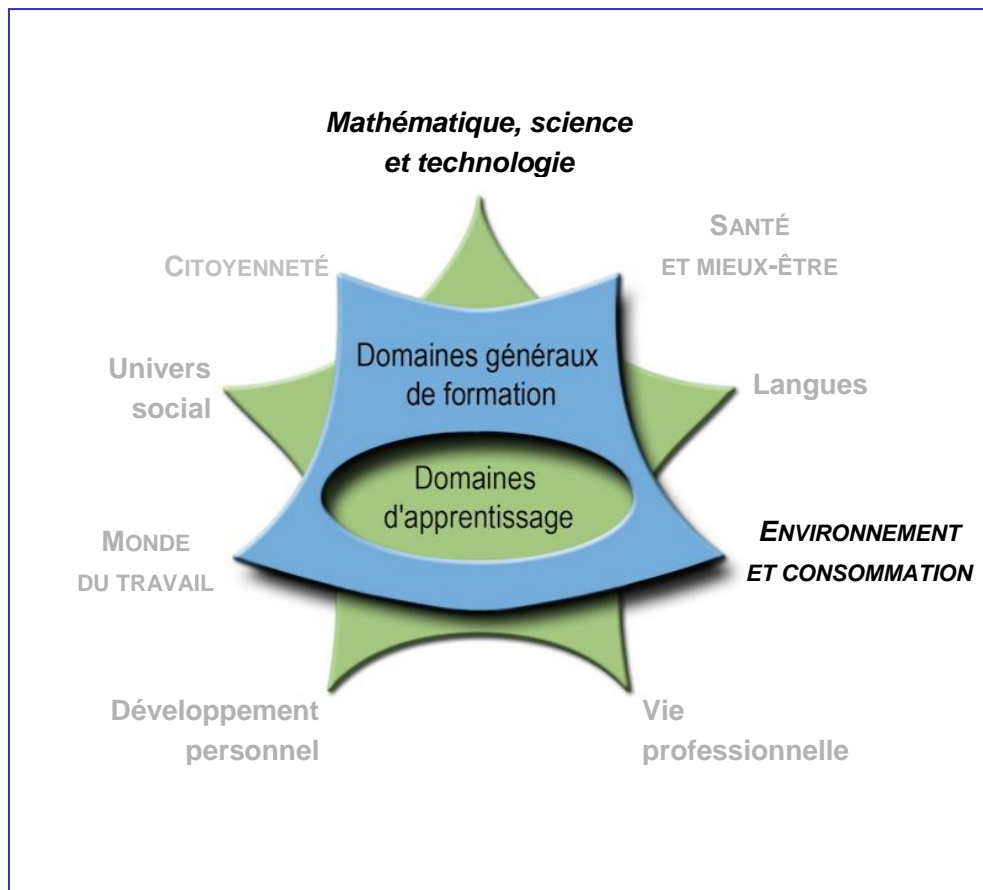 Mathématique, science
et technologie
SANTÉ
ET MIEUX-ÊTRE
CITOYENNETÉ
Domaines généraux
de formation
Univers
social
Langues
Domaines
d'apprentissage
ENVIRONNEMENT
ET CONSOMMATION
MONDE
DU TRAVAIL
Développement
personnel
Vie
professionnelle